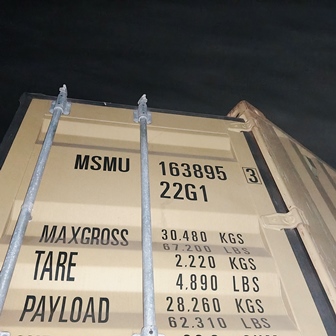 MSMU 163895 3
22G1
MAXGROSS 30.480 KGS
67.200 LBS
TARE 2.220 KGS
4.890 LBS
PAYLOAD 28.260 KGS
62.310 LBS